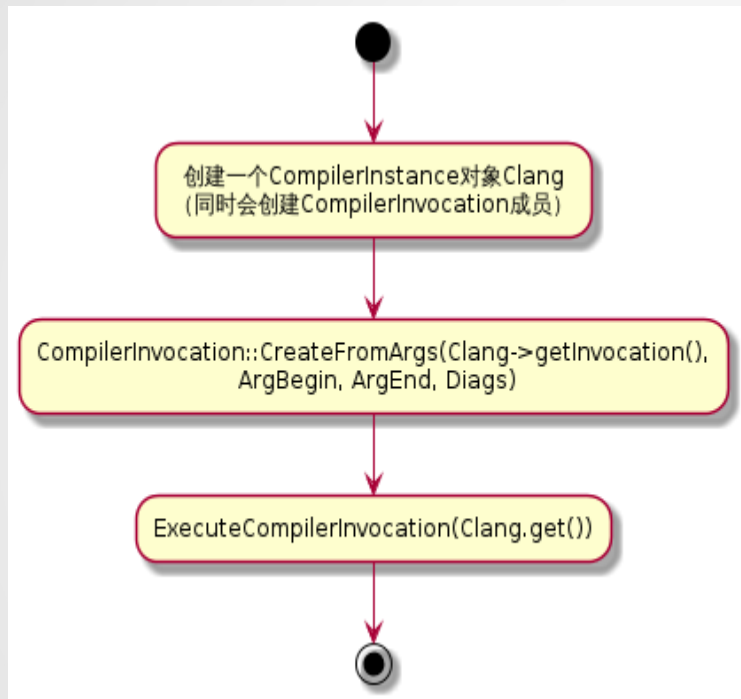 创建一个CompilerInstance对象Clang
（同时会创建CompilerInvocation成员）
CompilerInvocation::CreateFromArgs(Clang->getInvocation(),
ArgBegin, ArgEnd, Diags)
ExecuteCompilerInvocation(Clang.get())